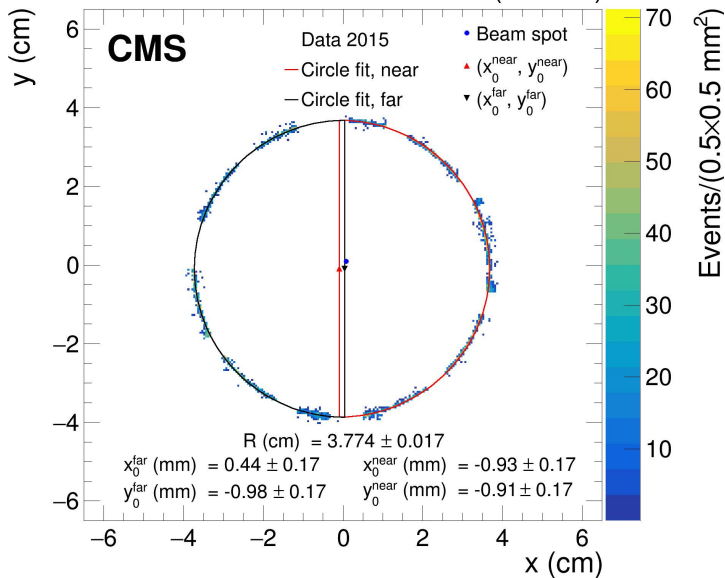 CMS
Data 2015
Circle fit, near
Circle fit, far
Beam spot
(x₀ⁿᵉᵃʳ, y₀ⁿᵉᵃʳ)
(x₀ᶠᵃʳ, y₀ᶠᵃʳ)
y (cm)
6
4
2
0
−2
−4
−6
R (cm) = 3.774 ± 0.017
x₀ᶠᵃʳ (mm) = 0.44 ± 0.17
x₀ⁿᵉᵃʳ (mm) = -0.93 ± 0.17
y₀ᶠᵃʳ (mm) = -0.98 ± 0.17
y₀ⁿᵉᵃʳ (mm) = -0.91 ± 0.17
−6 −4 −2 0 2 4 6
x (cm)
70
60
50
40
30
20
10
Events/(0.5×0.5 mm²)